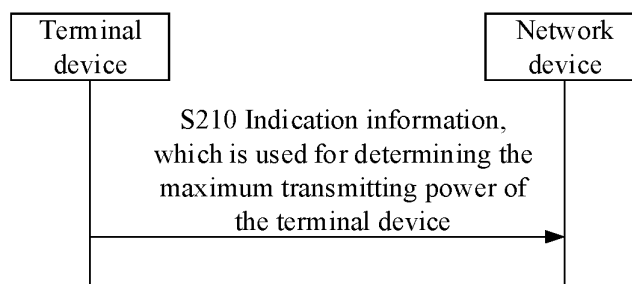 Terminal
device
Network
device
S210 Indication information,
which is used for determining the
maximum transmitting power of
the terminal device